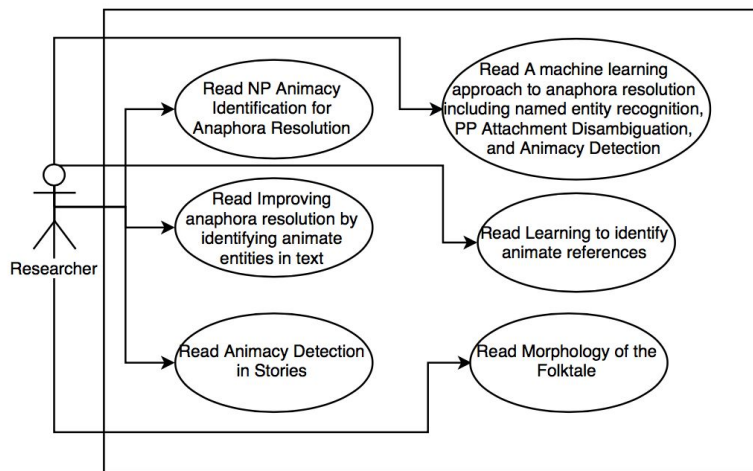 Read NP Animacy
Identification for
Anaphora Resolution
Read A machine learning
approach to anaphora resolution
including named entity recognition,
PP Attachment Disambiguation,
and Animacy Detection
Read Improving
anaphora resolution by
identifying animate
entities in text
Read Learning to identify
animate references
Researcher
Read Animacy Detection
in Stories
Read Morphology of the
Folktale